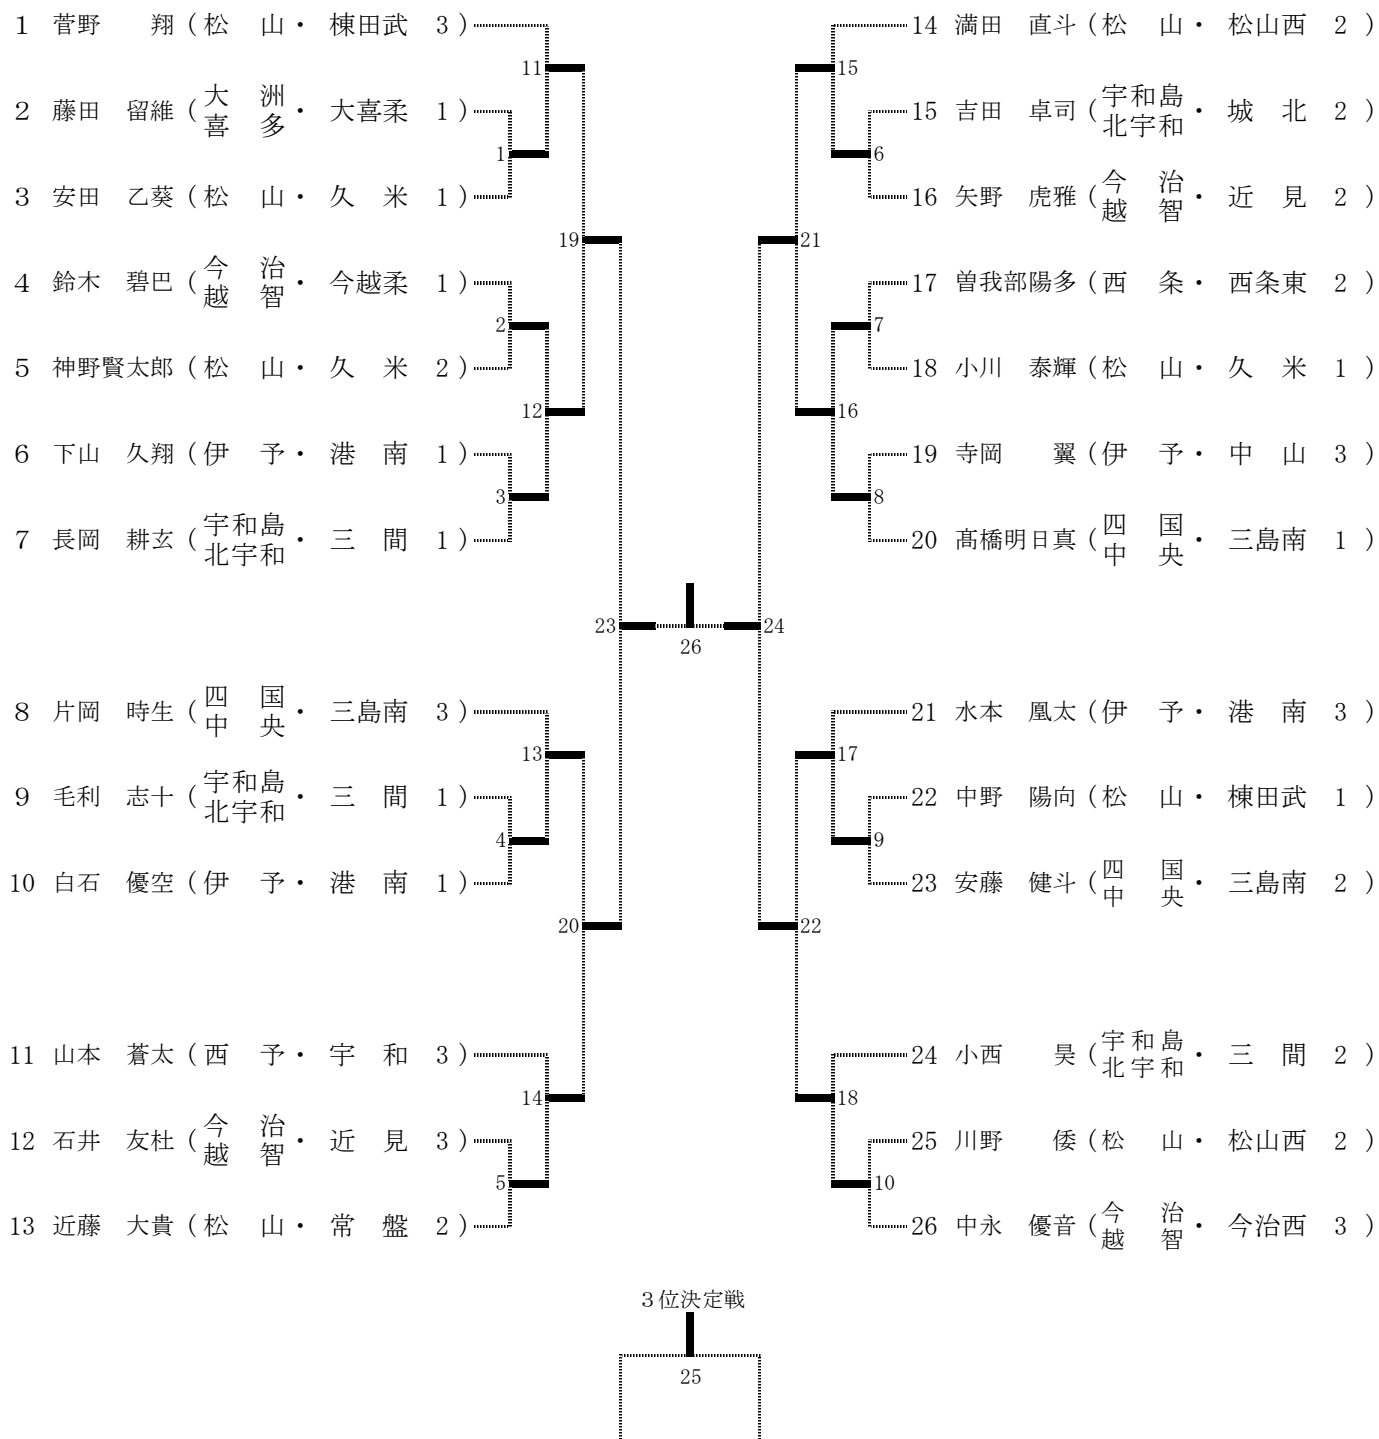 1 菅野 翔（松 山・ 棟田武 3）
11
2 藤田 留維（大 洲 喜 多・ 大喜柔 1）
1
3 安田 乙葵（松 山・ 久 米 1）
19
4 鈴木 碧巴（今 治 越 智・ 今越柔 1）
2
5 神野賢太郎（松 山・ 久 米 2）
12
6 下山 久翔（伊 予・ 港 南 1）
3
7 長岡 耕玄（宇和島 北宇和・ 三 間 1）
23
8 片岡 時生（四 国 中 央・ 三島南 3）
13
9 毛利 志十（宇和島 北宇和・ 三 間 1）
4
10 白石 優空（伊 予・ 港 南 1）
20
11 山本 蒼太（西 予・ 宇 和 3）
14
12 石井 友杜（今 治 越 智・ 近 見 3）
5
13 近藤 大貴（松 山・ 常 盤 2）
26
14 満田 直斗（松 山・ 松山西 2）
15
15 吉田 卓司（宇和島 北宇和・ 城 北 2）
6
16 矢野 虎雅（今 治 越 智・ 近 見 2）
21
17 曽我部陽多（西 条・ 西条東 2）
7
18 小川 泰輝（松 山・ 久 米 1）
16
19 寺岡 翼（伊 予・ 中 山 3）
8
20 髙橋明日真（四 国 中 央・ 三島南 1）
24
21 水本 凰太（伊 予・ 港 南 3）
17
22 中野 陽向（松 山・ 棟田武 1）
9
23 安藤 健斗（四 国 中 央・ 三島南 2）
22
24 小西 昊（宇和島 北宇和・ 三 間 2）
18
25 川野 倭（松 山・ 松山西 2）
10
26 中永 優音（今 治 越 智・ 今治西 3）
３位決定戦
25